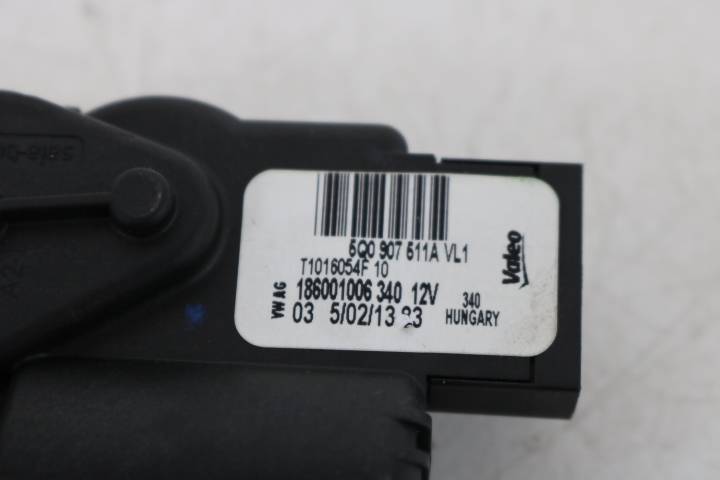 5Q0 907 511A VL1
T1016054F 10
186001006 340 12V
VW AG
03 5/02/13
340
HUNGARY
Valeo